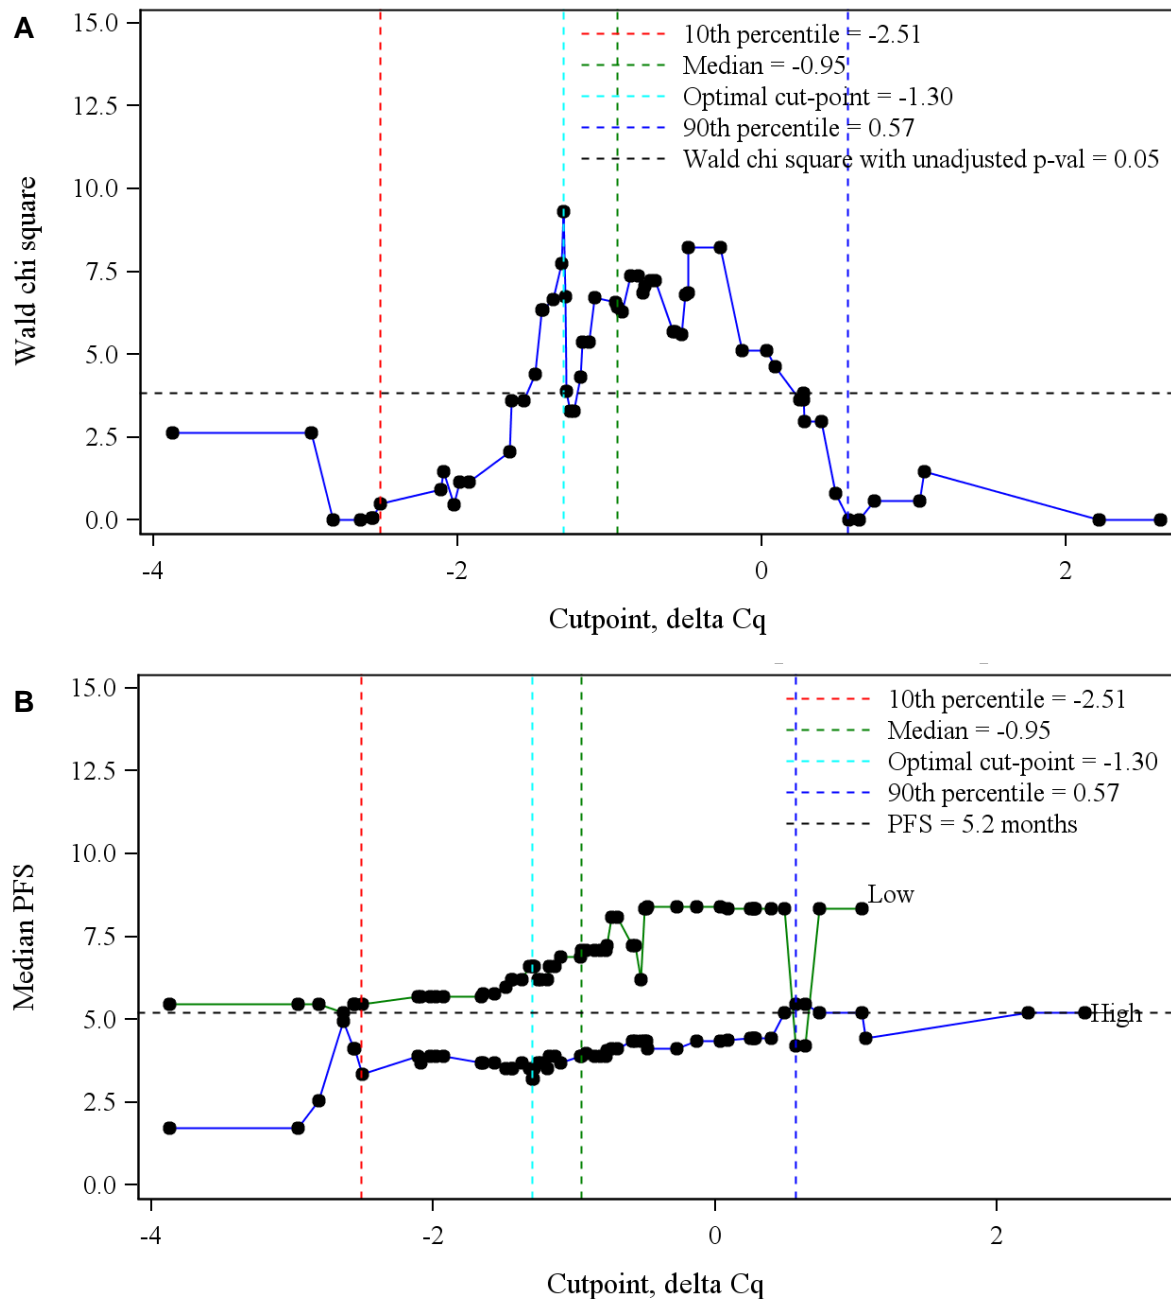 A
15.0
12.5
10.0
7.5
5.0
2.5
0.0
Wald chi square
10th percentile = -2.51
Median = -0.95
Optimal cut-point = -1.30
90th percentile = 0.57
Wald chi square with unadjusted p-val = 0.05
-4 -2 0 2
Cutpoint, delta Cq
B
15.0
12.5
10.0
7.5
5.0
2.5
0.0
Median PFS
10th percentile = -2.51
Median = -0.95
Optimal cut-point = -1.30
90th percentile = 0.57
PFS = 5.2 months
Low
High
-4 -2 0 2
Cutpoint, delta Cq